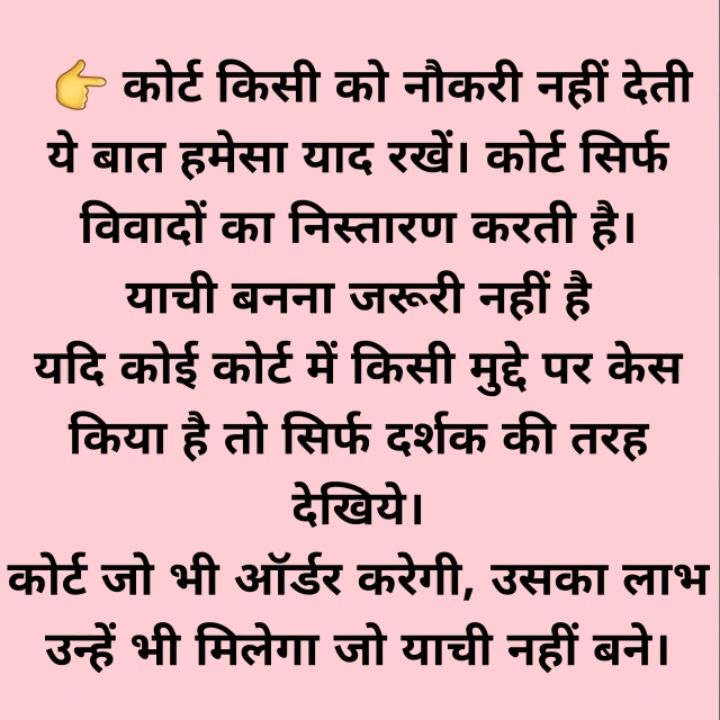 👉 कोर्ट किसी को नौकरी नहीं देती
ये बात हमेसा याद रखें। कोर्ट सिर्फ
विवादों का निस्तारण करती है।
याची बनना जरूरी नहीं है
यदि कोई कोर्ट में किसी मुद्दे पर केस
किया है तो सिर्फ दर्शक की तरह
देखिये।
कोर्ट जो भी ऑर्डर करेगी, उसका लाभ
उन्हें भी मिलेगा जो याची नहीं बने।